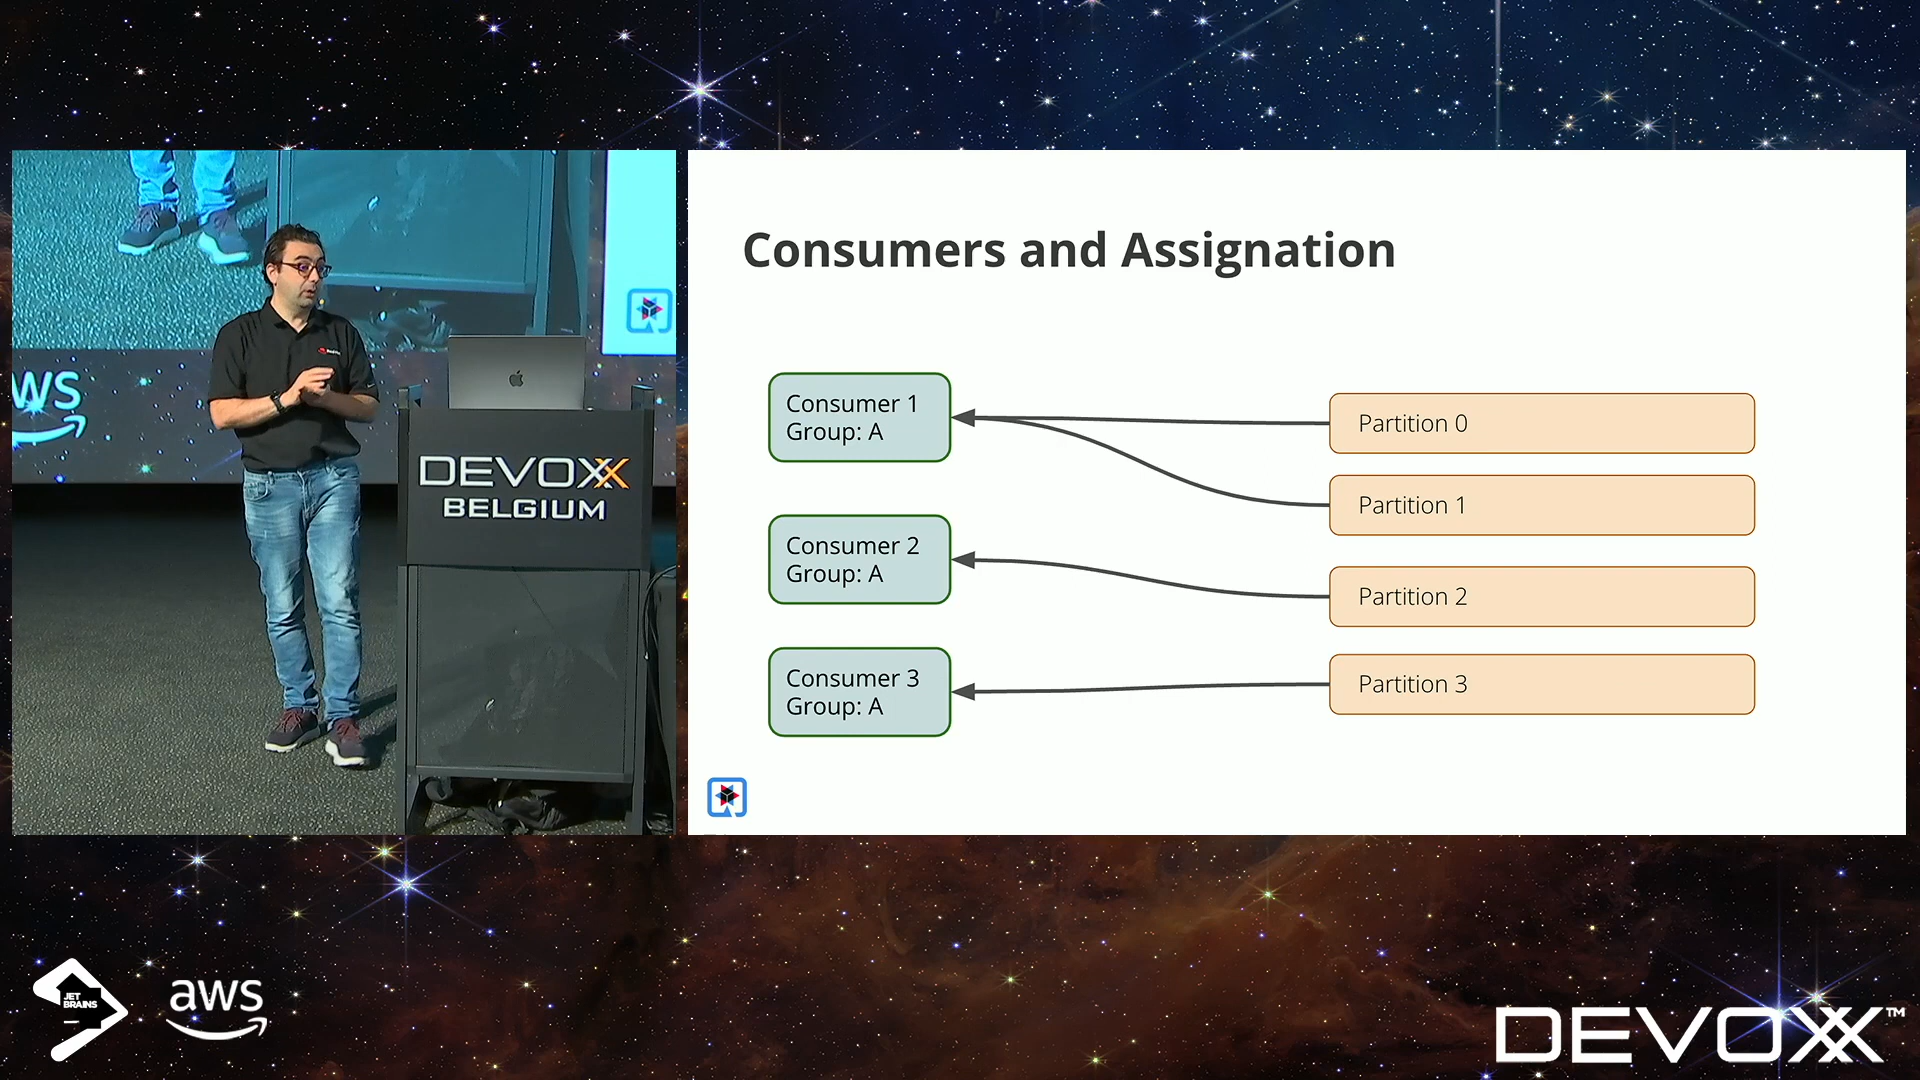 WS
DEVOXX
BELGIUM
Consumers and Assignation
Consumer 1
Group: A
Consumer 2
Group: A
Consumer 3
Group: A
Partition 0
Partition 1
Partition 2
Partition 3
JET
BRAINS
aws
DEVOXX™